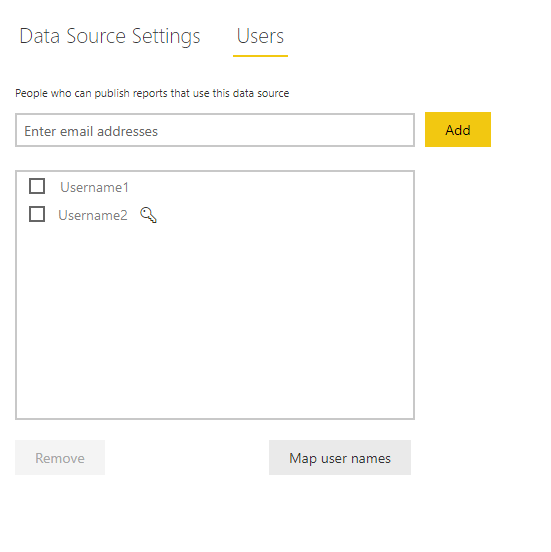 Data Source Settings Users
People who can publish reports that use this data source
Enter email addresses Add
Username1
Username2
Remove Map user names